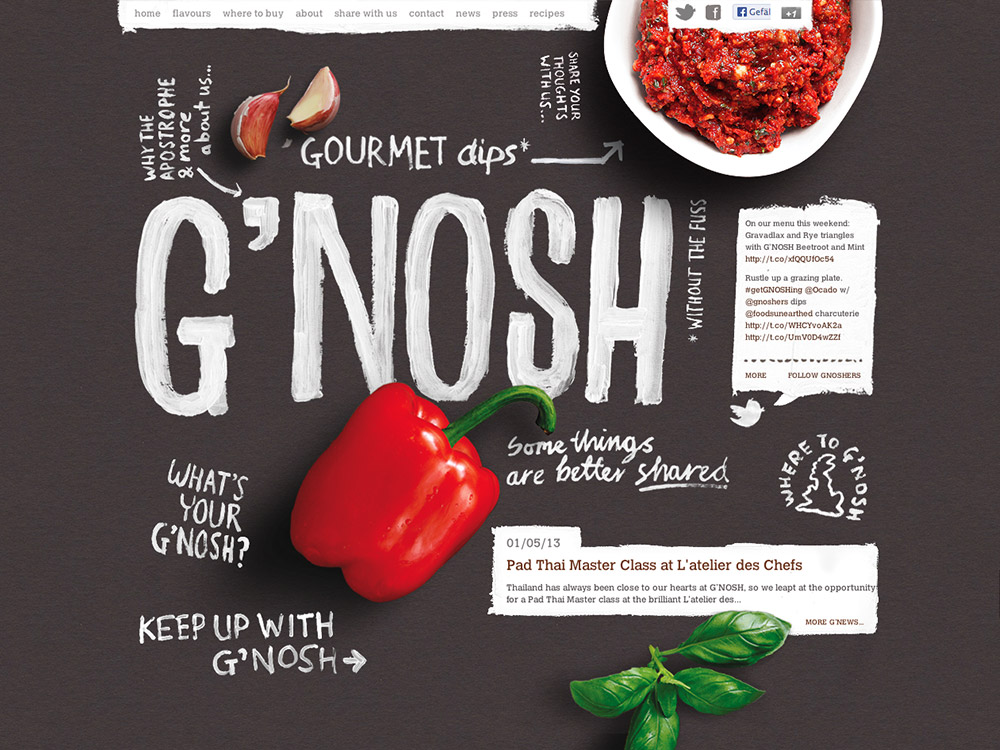 home flavours where to buy about share with us contact news press recipes
f Gefäl +1
WHY THE
APOSTROPHE
& more
about us...
SHARE YOUR
THOUGHTS
WITH US...
GOURMET dips*
G'NOSH
* WITHOUT THE FUSS
On our menu this weekend:
Gravadlax and Rye triangles
with G'NOSH Beetroot and Mint
http://t.co/xfQQUfOc54
Rustle up a grazing plate.
#getGNOSHing @Ocado w/
@gnoshers dips
@foodsunearthed charcuterie
http://t.co/WHCYvoAK2a
http://t.co/UmV0D4wZZf
MORE FOLLOW GNOSHERS
Some things
are better shared
WHERE TO G'NOSH
WHAT'S
YOUR
G'NOSH?
01/05/13
Pad Thai Master Class at L'atelier des Chefs
Thailand has always been close to our hearts at G'NOSH, so we leapt at the opportunity
for a Pad Thai Master class at the brilliant L'atelier des...
MORE G'NEWS...
KEEP UP WITH
G'NOSH